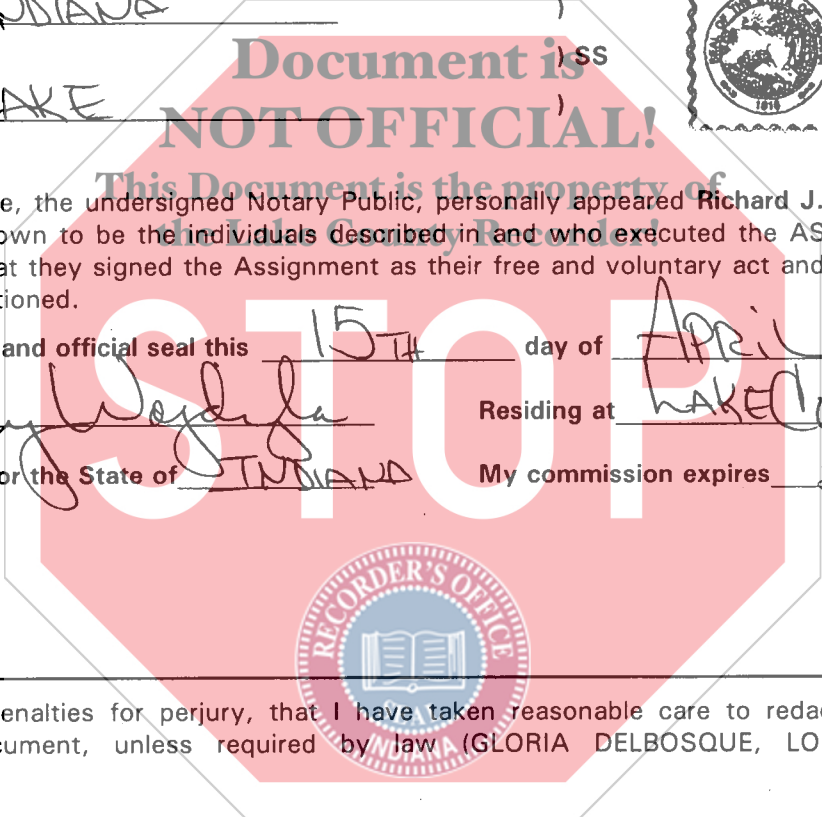 INDIANA )
) SS
LAKE )
Document is
NOT OFFICIAL!
This Document is the property of
the Lake County Recorder!
STOP
e, the undersigned Notary Public, personally appeared Richard J.
own to be the individuals described in and who executed the AS
at they signed the Assignment as their free and voluntary act and
tioned.
and official seal this 15TH day of APRIL
y Wojdyla Residing at LAKE
or the State of INDIANA My commission expires
RECORDER'S OFFICE
SEAL
INDIANA
enalties for perjury, that I have taken reasonable care to reda
cument, unless required by law (GLORIA DELBOSQUE, LO